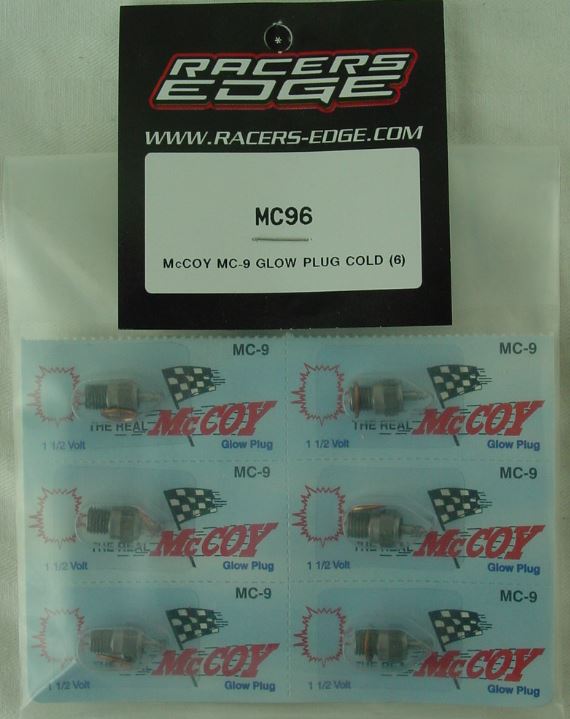 RACERS
EDGE
WWW.RACERS-EDGE.COM
MC96
McCOY MC-9 GLOW PLUG COLD (6)
MC-9
THE REAL McCOY
1 1/2 Volt Glow Plug
MC-9
THE REAL McCOY
1 1/2 Volt Glow Plug
MC-9
THE REAL McCOY
1 1/2 Volt Glow Plug
MC-9
THE REAL McCOY
1 1/2 Volt Glow Plug
MC-9
THE REAL McCOY
1 1/2 Volt Glow Plug
MC-9
THE REAL McCOY
1 1/2 Volt Glow Plug